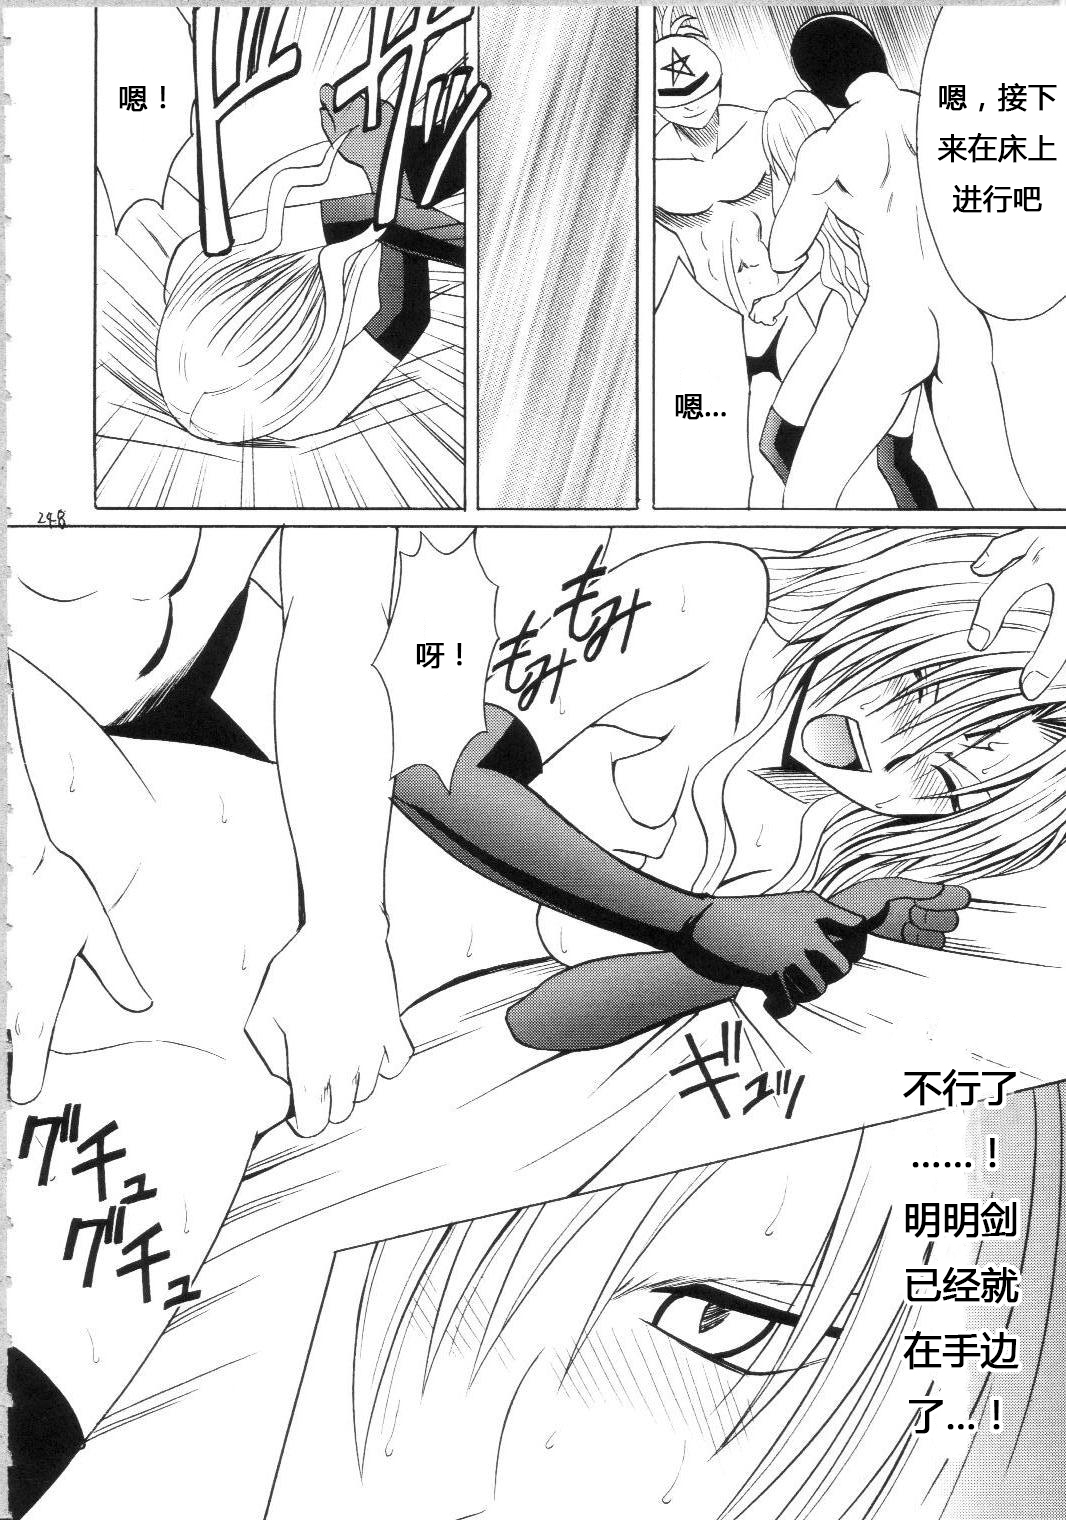 嗯，接下
来在床上
进行吧
嗯…
嗯！
ドサッ
248
呀！
もみ
もみ
ギュッ
グチュ
グチュ
不行了
……！
明明剑
已经就
在手边
了…！